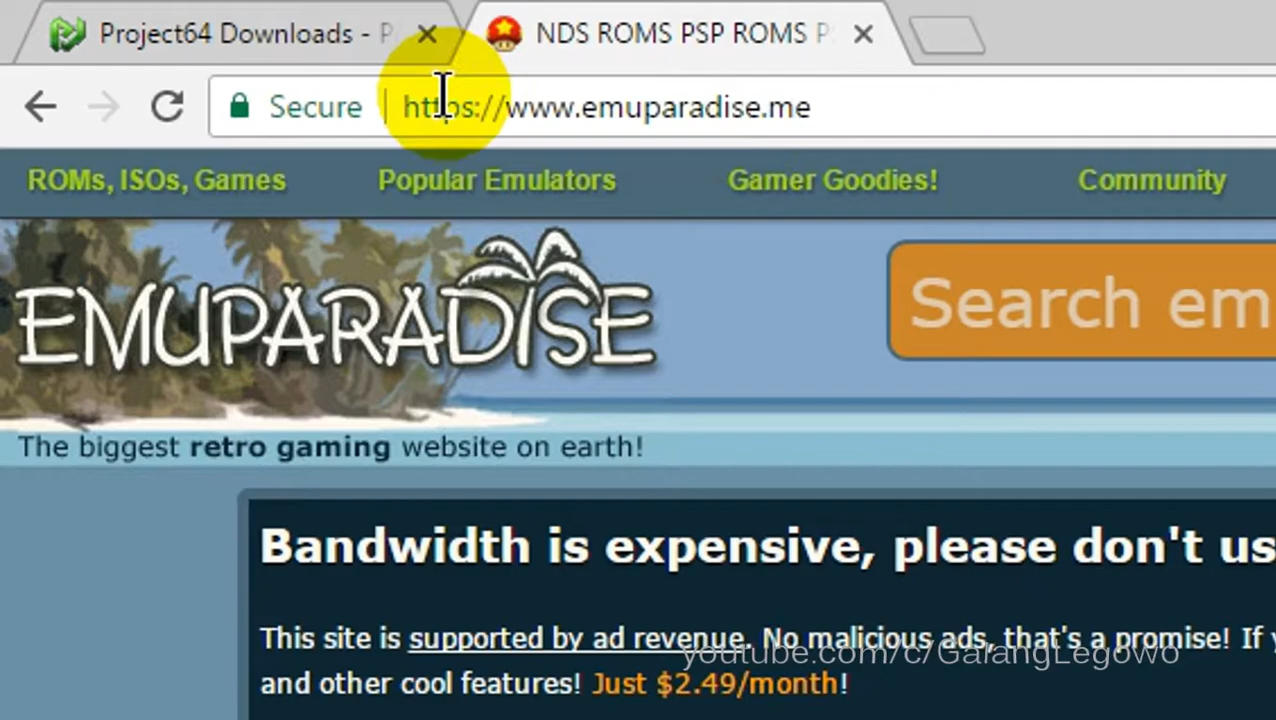 Project64 Downloads - P
NDS ROMS PSP ROMS P
Secure https://www.emuparadise.me
ROMs, ISOs, Games Popular Emulators Gamer Goodies! Community
EMUPARADISE
Search em
The biggest retro gaming website on earth!
Bandwidth is expensive, please don't us
This site is supported by ad revenue. No malicious ads, that's a promise! If y
youtube.com/c/GalangLegowo
and other cool features! Just $2.49/month!